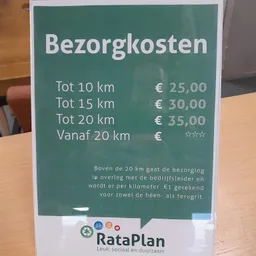 Bezorgkosten
Tot 10 km € 25,00
Tot 15 km € 30,00
Tot 20 km € 35,00
Vanaf 20 km € ☆☆☆
Boven de 20 km gaat de bezorging
in overleg met de bedrijfsleider en
wordt er per kilometer €1 gerekend
voor zowel de heen- als terugrit.
RataPlan
Leuk, sociaal en duurzaam